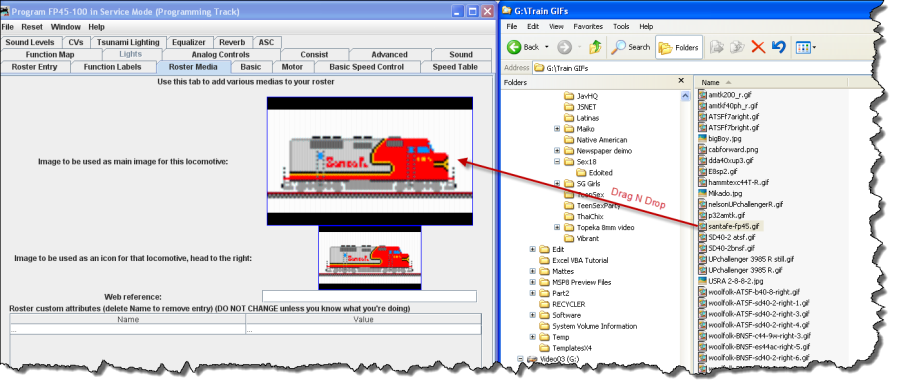 Program FP45-100 in Service Mode (Programming Track)
File Reset Window Help
Sound Levels CVs Tsunami Lighting Equalizer Reverb ASC
Function Map Lights Analog Controls Consist Advanced Sound
Roster Entry Function Labels Roster Media Basic Motor Basic Speed Control Speed Table
Use this tab to add various medias to your roster
Image to be used as main image for this locomotive:
Santa Fe
Image to be used as an icon for that locomotive, head to the right:
Santa Fe
Web reference:
Roster custom attributes (delete Name to remove entry) (DO NOT CHANGE unless you know what you're doing)
Name Value
... ...
G:\Train GIFs
File Edit View Favorites Tools Help
Back Search Folders
Address G:\Train GIFs
Folders
JavHQ
JSNET
Latinas
Maiko
Native American
Newspaper deimo
Sex18
Edoited
SG Girls
TeenSex
TeenSexParty
ThaiChix
Topeka 8mm video
Vibrant
Edit
Excel VBA Tutorial
Mattes
MSP8 Preview Files
Part2
RECYCLER
Software
System Volume Information
Temp
TemplatesX4
Video03 (G:)
Drag N Drop
Name
amtk200_r.gif
amtkf40ph_r.gif
ATSFf7aright.gif
ATSFf7bright.gif
bigBoy.jpg
cabforward.png
dda40xup3.gif
E8sp2.gif
hammtexc44T-R.gif
Mikado.jpg
nelsonUPchallengerR.gif
p32amtk.gif
santafe-fp45.gif
SD40-2 atsf.gif
SD40-2bnsf.gif
UPchallenger 3985 R still.gif
UPchallenger 3985 R.gif
USRA 2-8-8-2.jpg
woolfolk-ATSF-b40-8-right.gif
woolfolk-ATSF-sd40-2-right-1.gif
woolfolk-ATSF-sd40-2-right-3.gif
woolfolk-ATSF-sd40-2-right-4.gif
woolfolk-BNSF-c44-9w-right-3.gif
woolfolk-BNSF-es44ac-right-5.gif
woolfolk-BNSF-sd40-2-right-6.gif